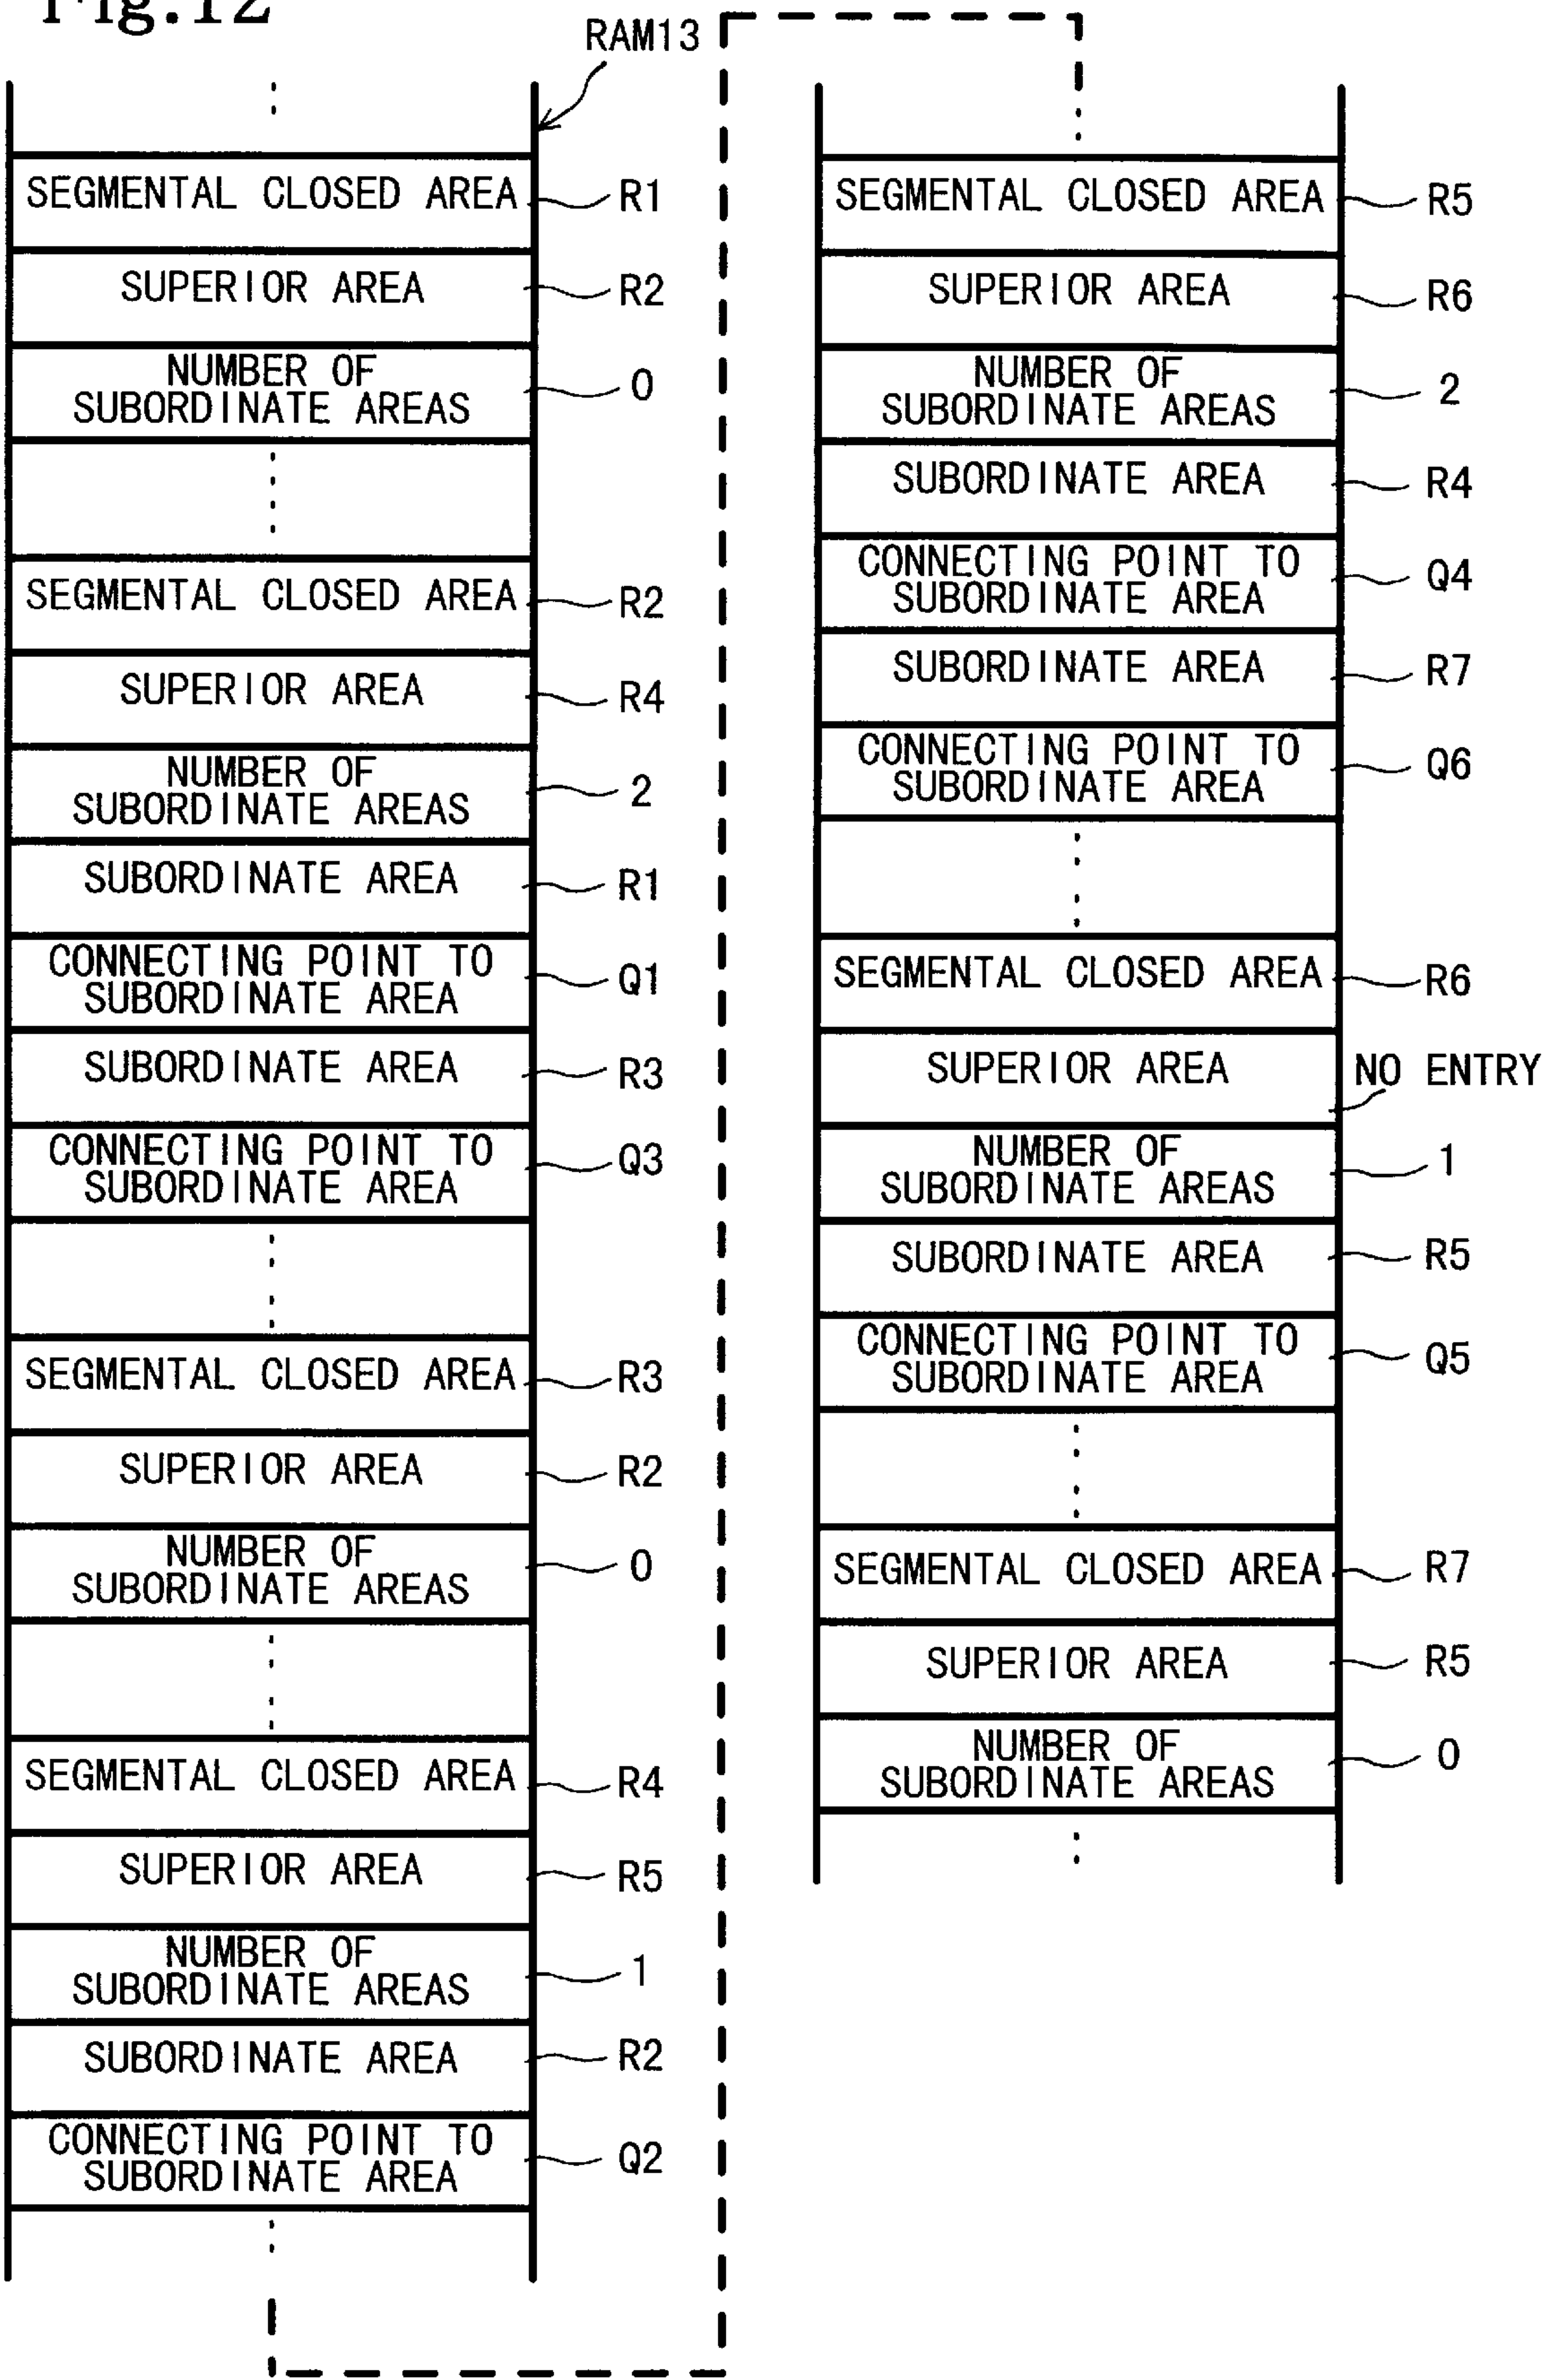 Fig.12
RAM13
SEGMENTAL CLOSED AREA R1
SUPERIOR AREA R2
NUMBER OF
SUBORDINATE AREAS 0
SEGMENTAL CLOSED AREA R2
SUPERIOR AREA R4
NUMBER OF
SUBORDINATE AREAS 2
SUBORDINATE AREA R1
CONNECTING POINT TO
SUBORDINATE AREA Q1
SUBORDINATE AREA R3
CONNECTING POINT TO
SUBORDINATE AREA Q3
SEGMENTAL CLOSED AREA R3
SUPERIOR AREA R2
NUMBER OF
SUBORDINATE AREAS 0
SEGMENTAL CLOSED AREA R4
SUPERIOR AREA R5
NUMBER OF
SUBORDINATE AREAS 1
SUBORDINATE AREA R2
CONNECTING POINT TO
SUBORDINATE AREA Q2
SEGMENTAL CLOSED AREA R5
SUPERIOR AREA R6
NUMBER OF
SUBORDINATE AREAS 2
SUBORDINATE AREA R4
CONNECTING POINT TO
SUBORDINATE AREA Q4
SUBORDINATE AREA R7
CONNECTING POINT TO
SUBORDINATE AREA Q6
SEGMENTAL CLOSED AREA R6
SUPERIOR AREA NO ENTRY
NUMBER OF
SUBORDINATE AREAS 1
SUBORDINATE AREA R5
CONNECTING POINT TO
SUBORDINATE AREA Q5
SEGMENTAL CLOSED AREA R7
SUPERIOR AREA R5
NUMBER OF
SUBORDINATE AREAS 0